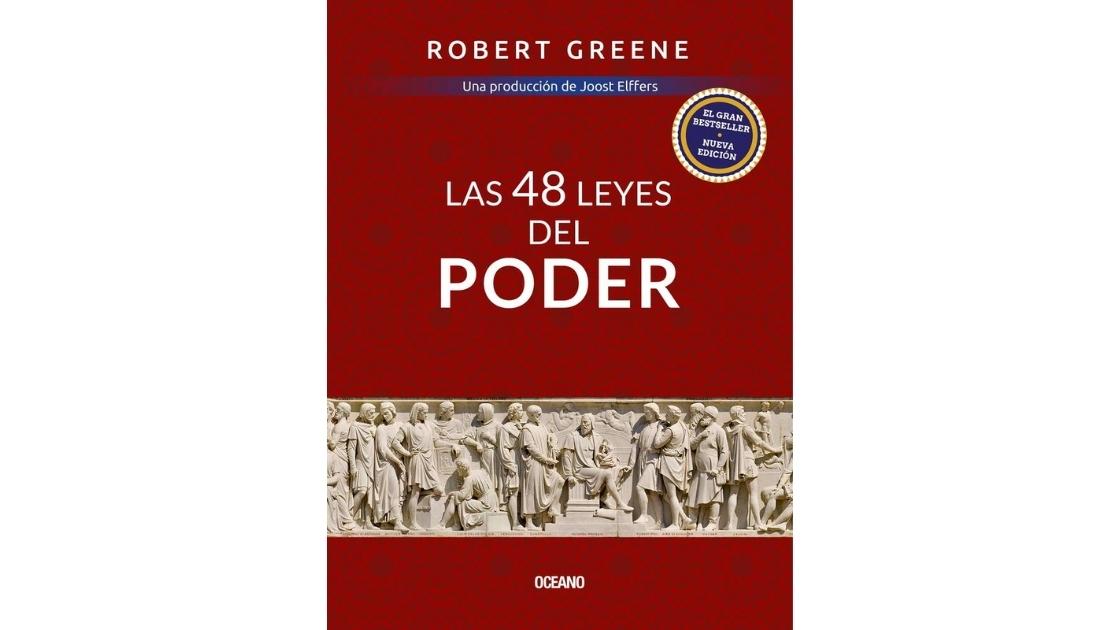 ROBERT GREENE
Una producción de Joost Elffers
EL GRAN
BESTSELLER
NUEVA
EDICIÓN
LAS 48 LEYES
DEL
PODER
OCEANO